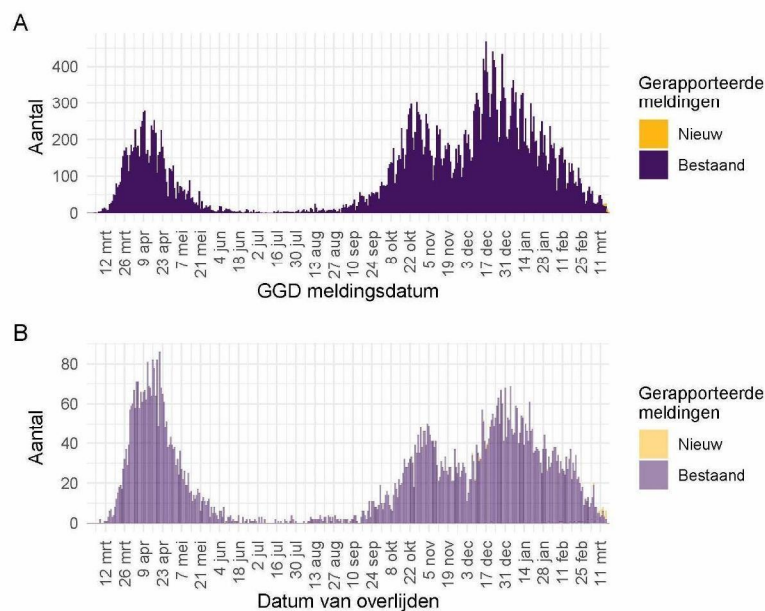 A
Aantal
400
300
200
100
0
12 mrt
26 mrt
9 apr
23 apr
7 mei
21 mei
4 jun
18 jun
2 jul
16 jul
30 jul
13 aug
27 aug
10 sep
24 sep
8 okt
22 okt
5 nov
19 nov
3 dec
17 dec
31 dec
14 jan
28 jan
11 feb
25 feb
11 mrt
GGD meldingsdatum
Gerapporteerde
meldingen
Nieuw
Bestaand
B
Aantal
80
60
40
20
0
12 mrt
26 mrt
9 apr
23 apr
7 mei
21 mei
4 jun
18 jun
2 jul
16 jul
30 jul
13 aug
27 aug
10 sep
24 sep
8 okt
22 okt
5 nov
19 nov
3 dec
17 dec
31 dec
14 jan
28 jan
11 feb
25 feb
11 mrt
Datum van overlijden
Gerapporteerde
meldingen
Nieuw
Bestaand